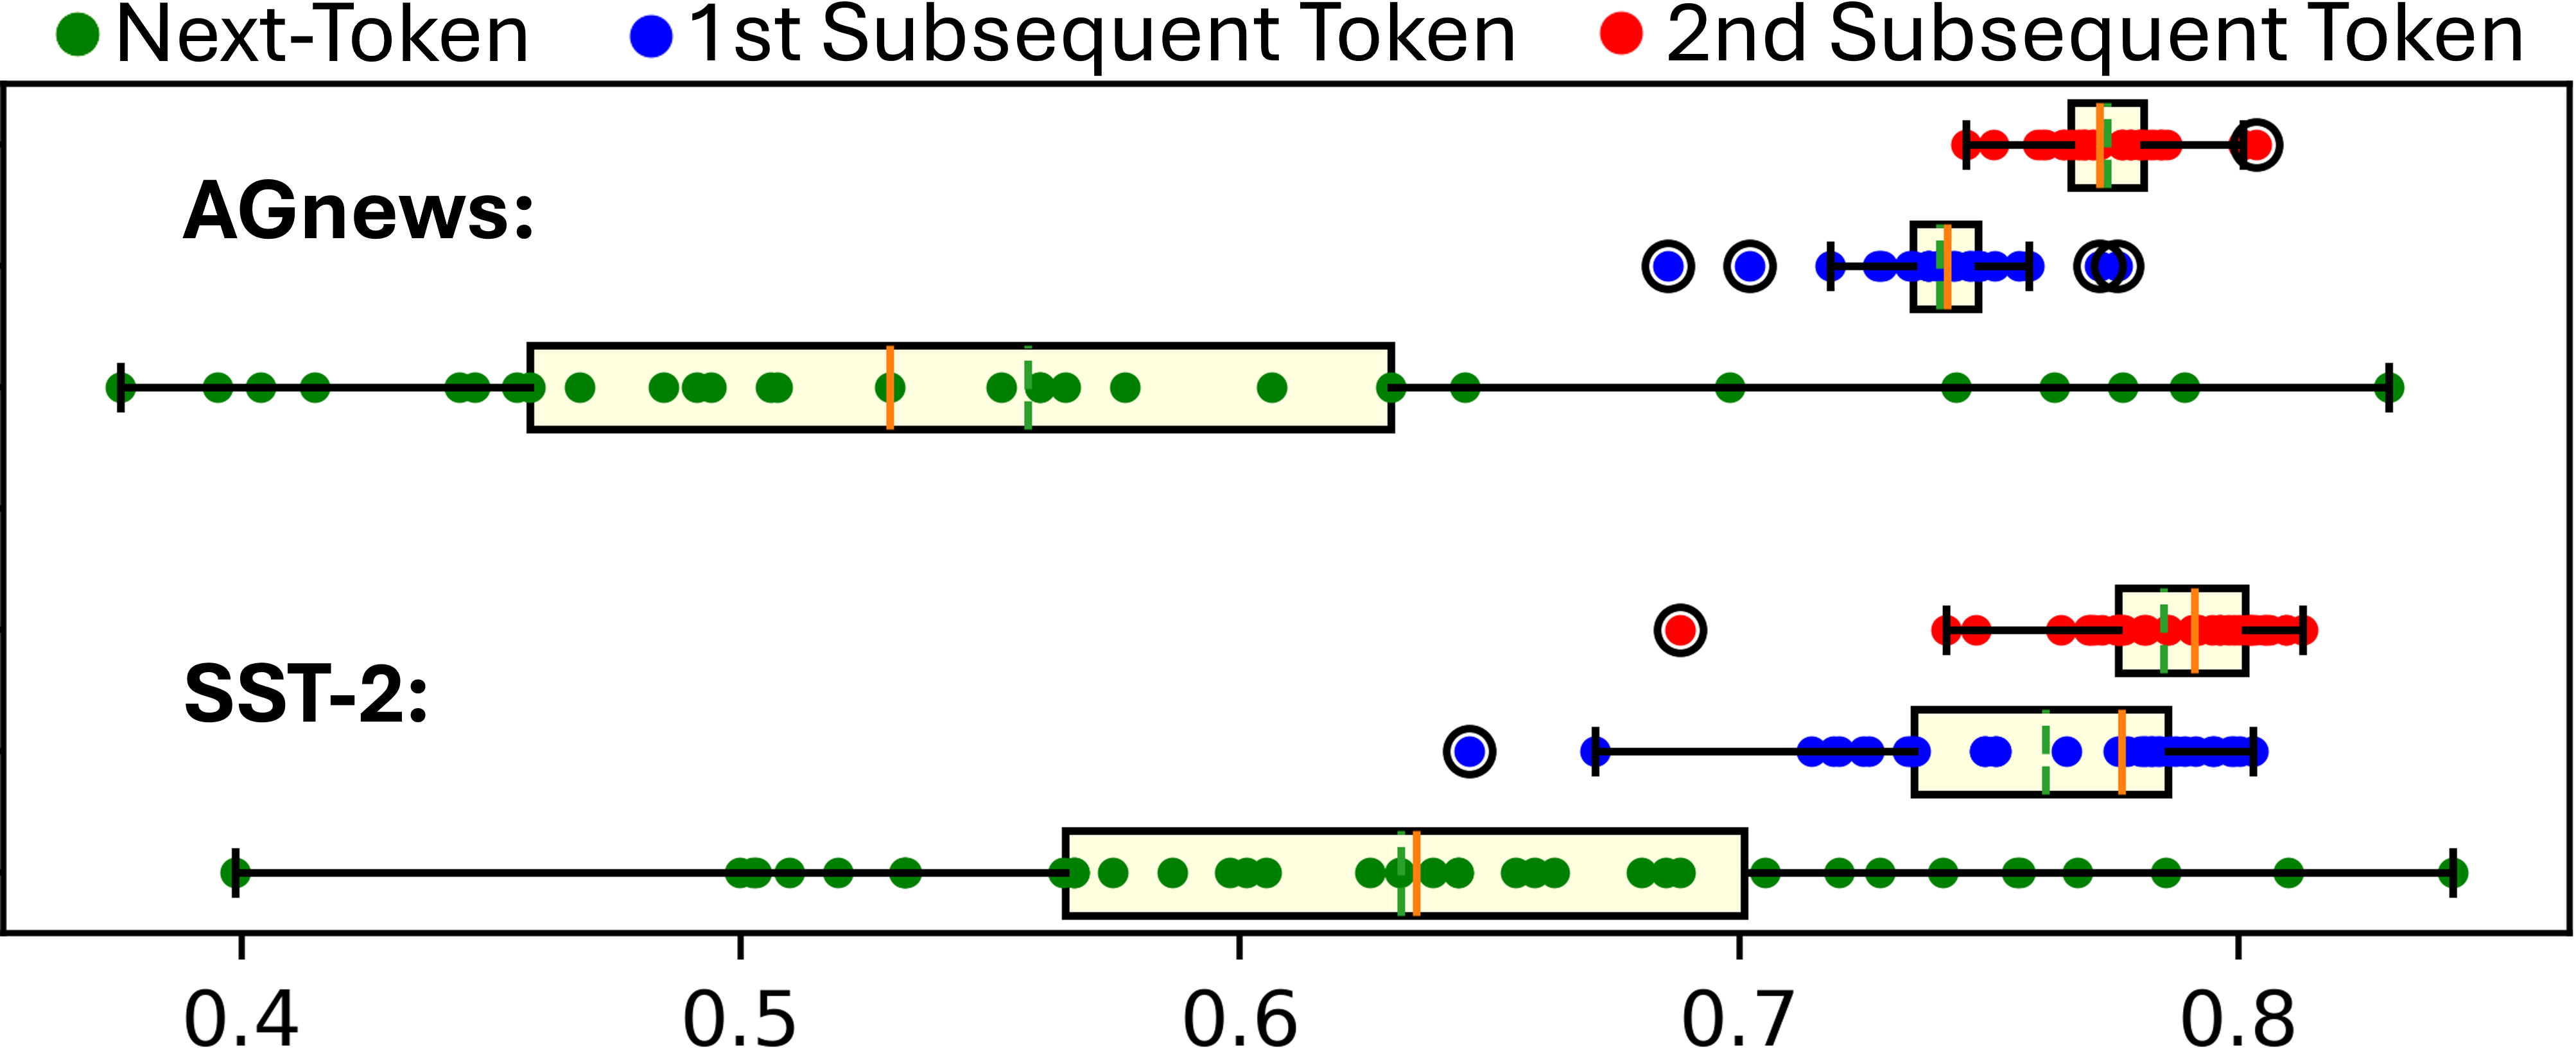 Next-Token 1st Subsequent Token 2nd Subsequent Token
AGnews:
SST-2:
0.4 0.5 0.6 0.7 0.8